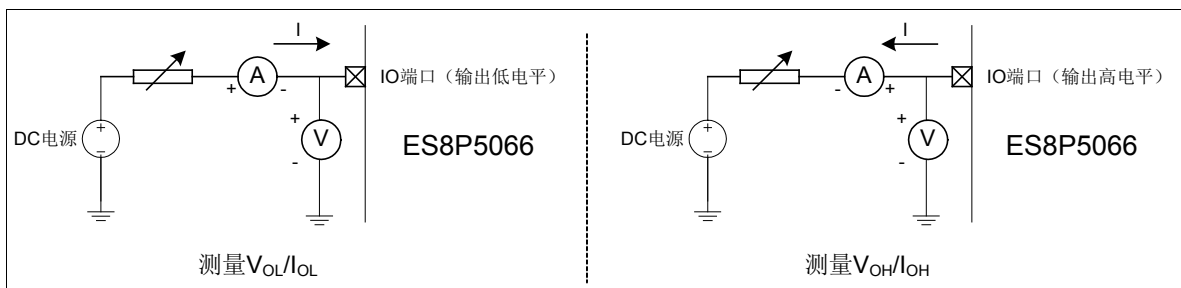 I
A
+ -
IO端口（输出低电平）
DC电源
+
-
+
V
-
ES8P5066
测量VOL/IOL
I
A
- +
IO端口（输出高电平）
DC电源
+
-
+
V
-
ES8P5066
测量VOH/IOH